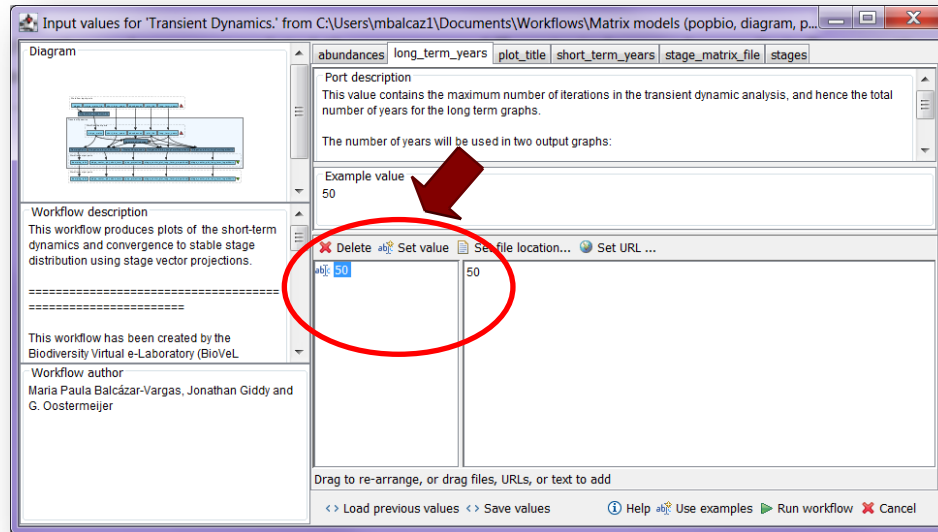 Input values for 'Transient Dynamics.' from C:\Users\mbalcaz1\Documents\Workflows\Matrix models (popbio, diagram, p...
Diagram
Workflow description
This workflow produces plots of the short-term
dynamics and convergence to stable stage
distribution using stage vector projections.
=====================================
=======================
This workflow has been created by the
Biodiversity Virtual e-Laboratory (BioVeL
Workflow author
Maria Paula Balcázar-Vargas, Jonathan Giddy and
G. Oostermeijer
abundances long_term_years plot_title short_term_years stage_matrix_file stages
Port description
This value contains the maximum number of iterations in the transient dynamic analysis, and hence the total
number of years for the long term graphs.
The number of years will be used in two output graphs:
Example value
50
Delete Set value Set file location... Set URL ...
50
50
Drag to re-arrange, or drag files, URLs, or text to add
Load previous values Save values Help Use examples Run workflow Cancel